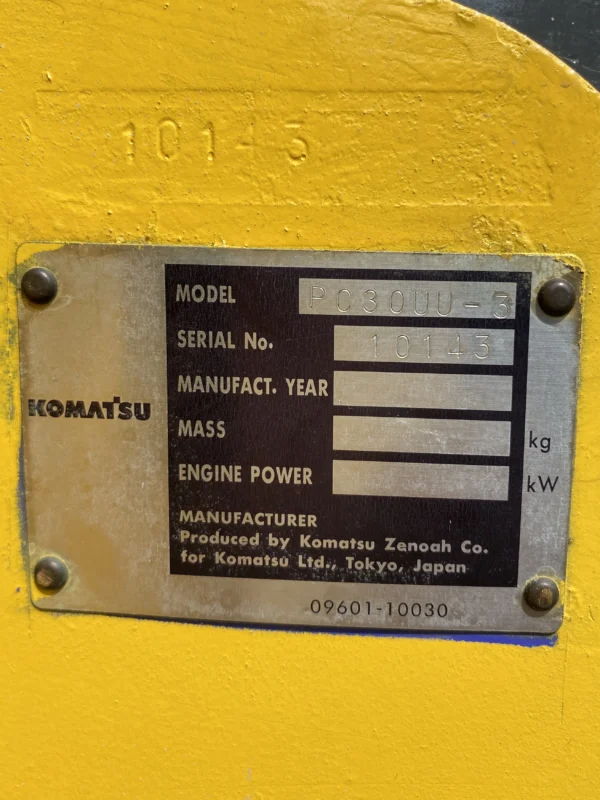 10143
MODEL PC30UU-3
SERIAL No. 10143
MANUFACT. YEAR
KOMATSU
MASS kg
ENGINE POWER kW
MANUFACTURER
Produced by Komatsu Zenoah Co.
for Komatsu Ltd., Tokyo, Japan
09601-10030